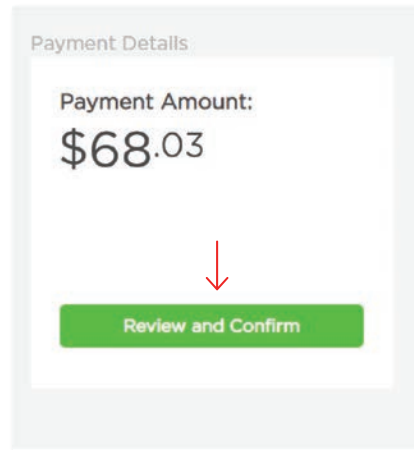 Payment Details
Payment Amount:
$68.03
Review and Confirm